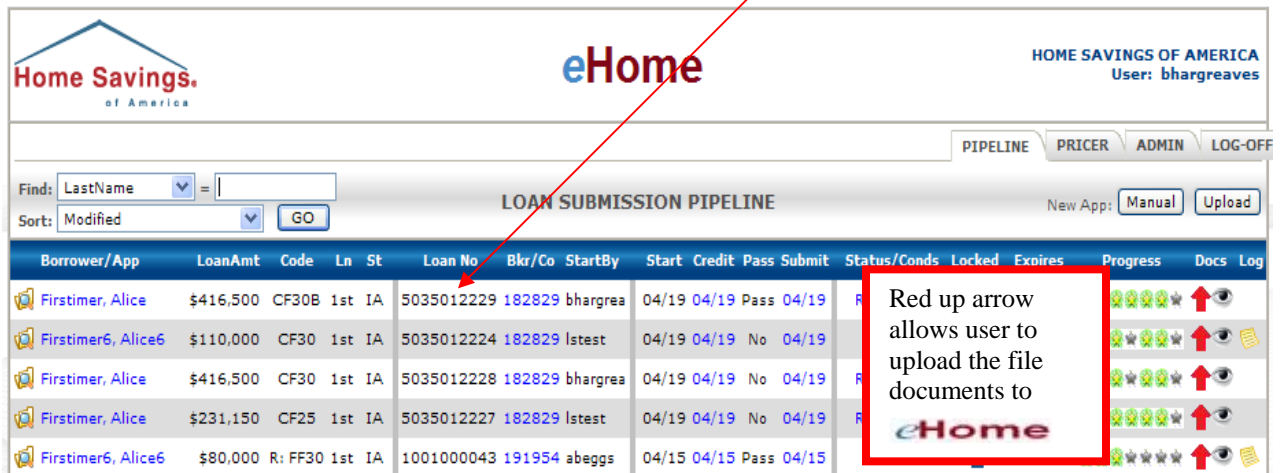 Home Savings.
of America
eHome
HOME SAVINGS OF AMERICA
User: bhargreaves
PIPELINE PRICER ADMIN LOG-OFF
Find: LastName =
Sort: Modified GO
LOAN SUBMISSION PIPELINE
New App: Manual Upload
Borrower/App LoanAmt Code Ln St Loan No Bkr/Co StartBy Start Credit Pass Submit Status/Conds Locked Expires Progress Docs Log
Firstimer, Alice $416,500 CF30B 1st IA 5035012229 182829 bhargrea 04/19 04/19 Pass 04/19
Firstimer6, Alice6 $110,000 CF30 1st IA 5035012224 182829 lstest 04/19 04/19 No 04/19
Firstimer, Alice $416,500 CF30 1st IA 5035012228 182829 bhargrea 04/19 04/19 No 04/19
Firstimer, Alice $231,150 CF25 1st IA 5035012227 182829 lstest 04/19 04/19 No 04/19
Firstimer6, Alice6 $80,000 R: FF30 1st IA 1001000043 191954 abeggs 04/15 04/15 Pass 04/15
Red up arrow
allows user to
upload the file
documents to
eHome